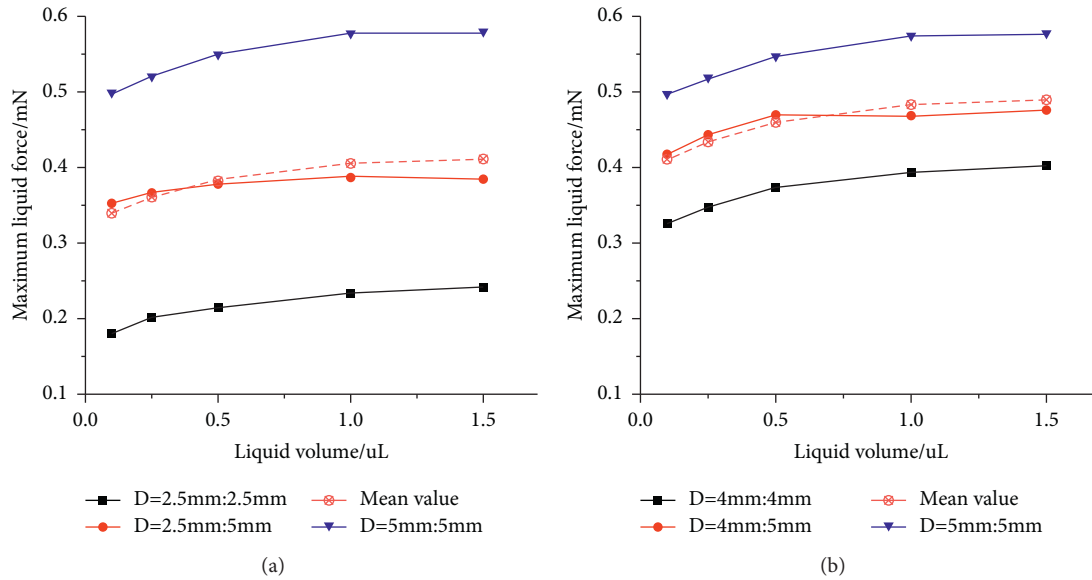 0.6
0.5
0.4
0.3
0.2
0.1
Maximum liquid force/mN
0.0 0.5 1.0 1.5
Liquid volume/uL
D=2.5mm:2.5mm Mean value
D=2.5mm:5mm D=5mm:5mm
(a)
0.6
0.5
0.4
0.3
0.2
0.1
Maximum liquid force/mN
0.0 0.5 1.0 1.5
Liquid volume/uL
D=4mm:4mm Mean value
D=4mm:5mm D=5mm:5mm
(b)